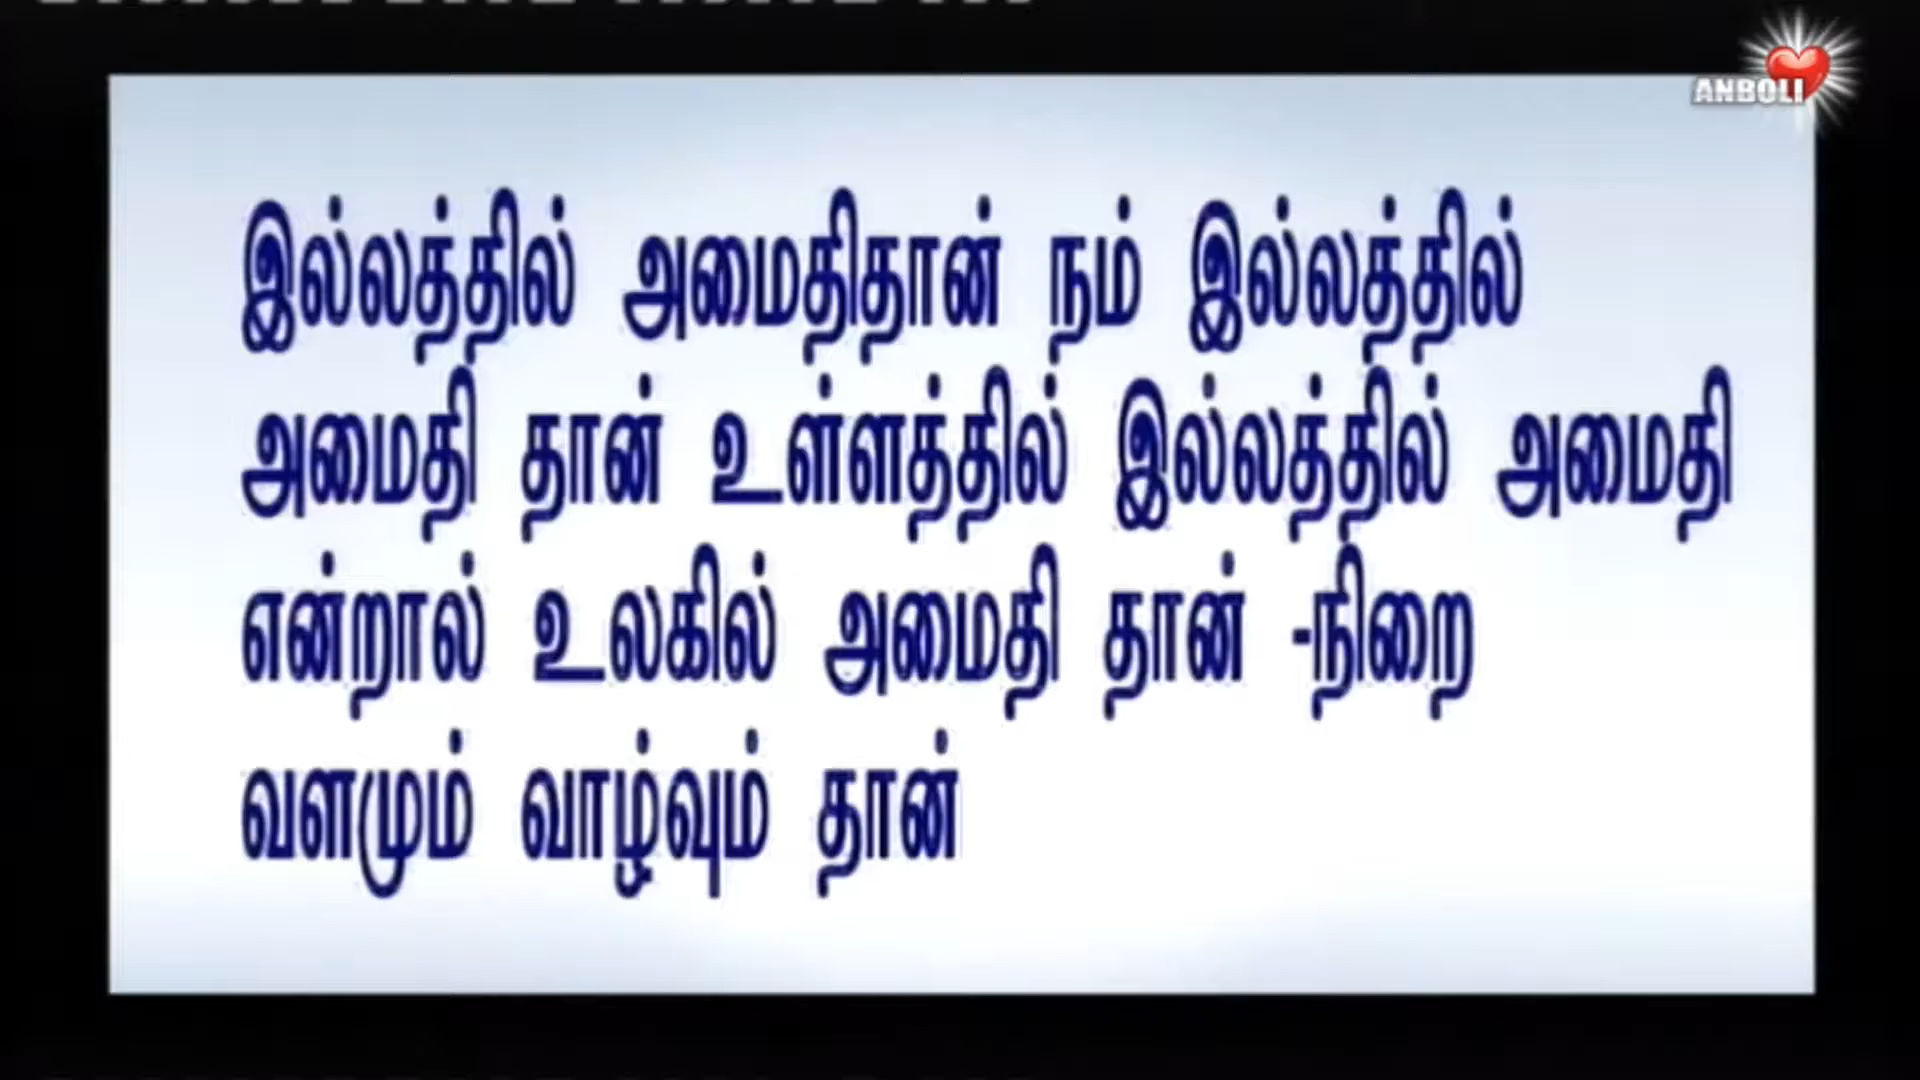 ANBOLI
இல்லத்தில் அமைதிதான் நம் இல்லத்தில்
அமைதி தான் உள்ளத்தில் இல்லத்தில் அமைதி
என்றால் உலகில் அமைதி தான் -நிறை
வளமும் வாழ்வும் தான்